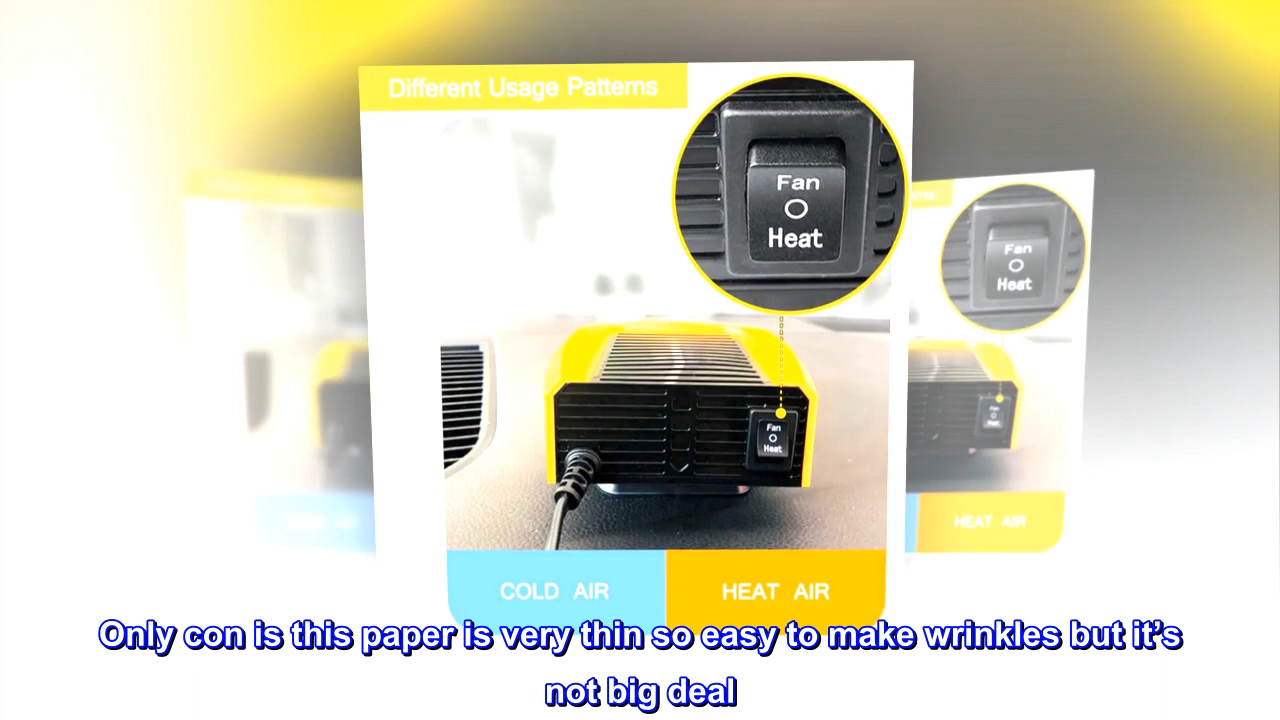 Different Usage Patterns
Fan
Heat
Fan
Heat
Fan
Heat
Fan
Heat
COLD AIR
HEAT AIR
HEAT AIR
Only con is this paper is very thin so easy to make wrinkles but it’s
not big deal